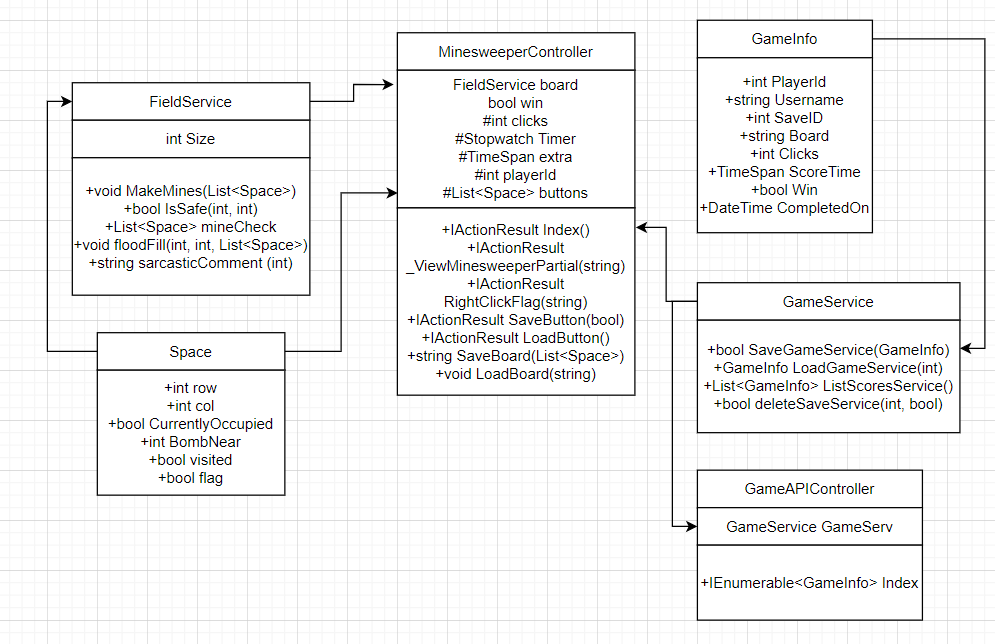 FieldService
int Size
+void MakeMines(List<Space>)
+bool IsSafe(int, int)
+List<Space> mineCheck
+void floodFill(int, int, List<Space>)
+string sarcasticComment (int)
Space
+int row
+int col
+bool CurrentlyOccupied
+int BombNear
+bool visited
+bool flag
MinesweeperController
FieldService board
bool win
#int clicks
#Stopwatch Timer
#TimeSpan extra
#int playerId
#List<Space> buttons
+IActionResult Index()
+IActionResult
_ViewMinesweeperPartial(string)
+IActionResult
RightClickFlag(string)
+IActionResult SaveButton(bool)
+IActionResult LoadButton()
+string SaveBoard(List<Space>)
+void LoadBoard(string)
GameInfo
+int PlayerId
+string Username
+int SaveID
+string Board
+int Clicks
+TimeSpan ScoreTime
+bool Win
+DateTime CompletedOn
GameService
+bool SaveGameService(GameInfo)
+GameInfo LoadGameService(int)
+List<GameInfo> ListScoresService()
+bool deleteSaveService(int, bool)
GameAPIController
GameService GameServ
+IEnumerable<GameInfo> Index